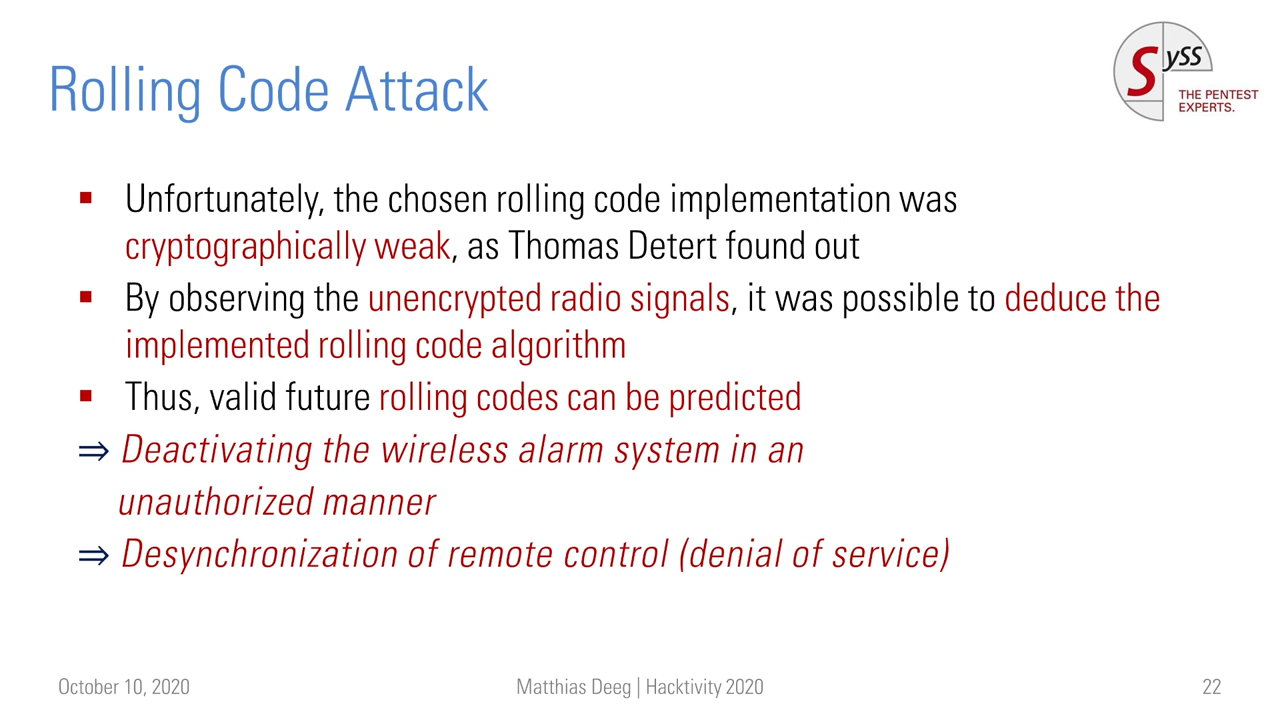 Rolling Code Attack
SySS
THE PENTEST
EXPERTS.
▪ Unfortunately, the chosen rolling code implementation was
cryptographically weak, as Thomas Detert found out
▪ By observing the unencrypted radio signals, it was possible to deduce the
implemented rolling code algorithm
▪ Thus, valid future rolling codes can be predicted
⇒ Deactivating the wireless alarm system in an
unauthorized manner
⇒ Desynchronization of remote control (denial of service)
October 10, 2020
Matthias Deeg | Hacktivity 2020
22